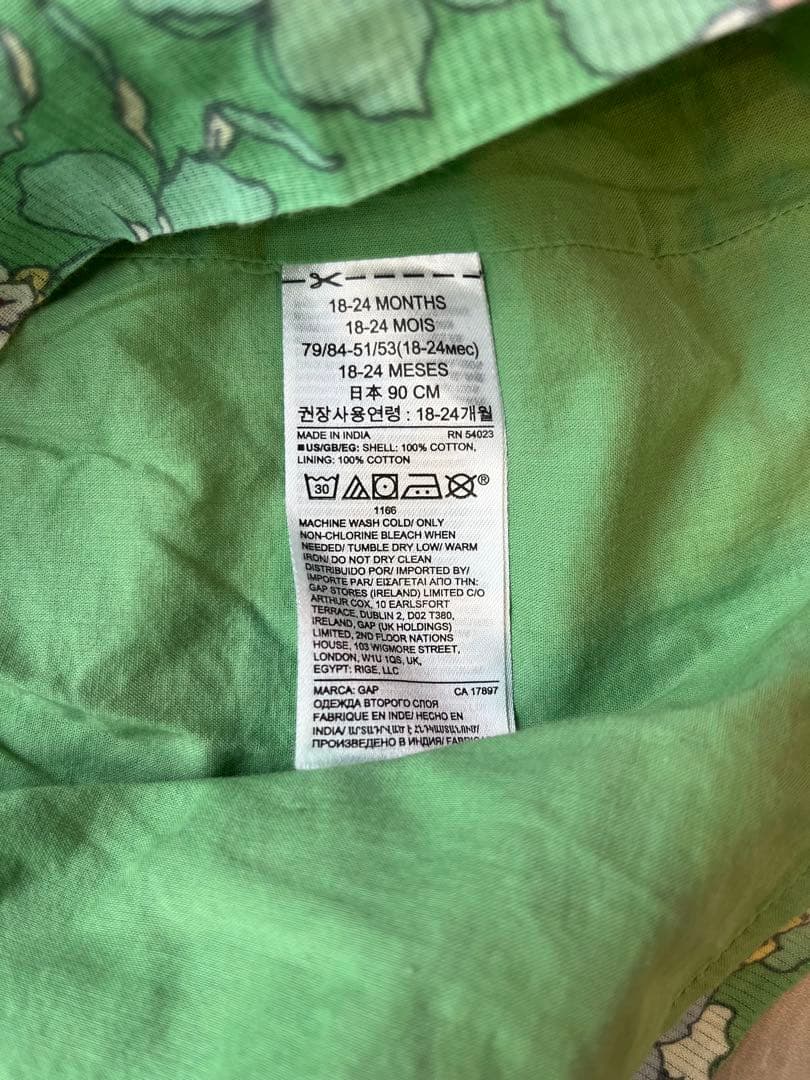 18-24 MONTHS
18-24 MOIS
79/84-51/53(18-24мес)
18-24 MESES
日本 90 CM
권장사용연령 : 18-24개월
MADE IN INDIA RN 54023
■US/GB/EG: SHELL: 100% COTTON,
LINING: 100% COTTON
30
1166
MACHINE WASH COLD/ ONLY
NON-CHLORINE BLEACH WHEN
NEEDED/ TUMBLE DRY LOW/ WARM
IRON/ DO NOT DRY CLEAN
DISTRIBUIDO POR/ IMPORTED BY/
IMPORTE PAR/ ΕΙΣΑΓΕΤΑΙ ΑΠΟ ΤΗΝ:
GAP STORES (IRELAND) LIMITED C/O
ARTHUR COX, 10 EARLSFORT
TERRACE, DUBLIN 2, D02 T380,
IRELAND, GAP (UK HOLDINGS)
LIMITED, 2ND FLOOR NATIONS
HOUSE, 103 WIGMORE STREET,
LONDON, W1U 1QS, UK,
EGYPT: RIGE, LLC
MARCA: GAP CA 17897
ОДЕЖДА ВТОРОГО СЛОЯ
FABRIQUE EN INDE/ HECHO EN
INDIA/ ԱՐՏԱԴՐՎԱԾ Է ՀՆԴԿԱՍՏԱՆՈՒՄ/
ПРОИЗВЕДЕНО В ИНДИЯ/